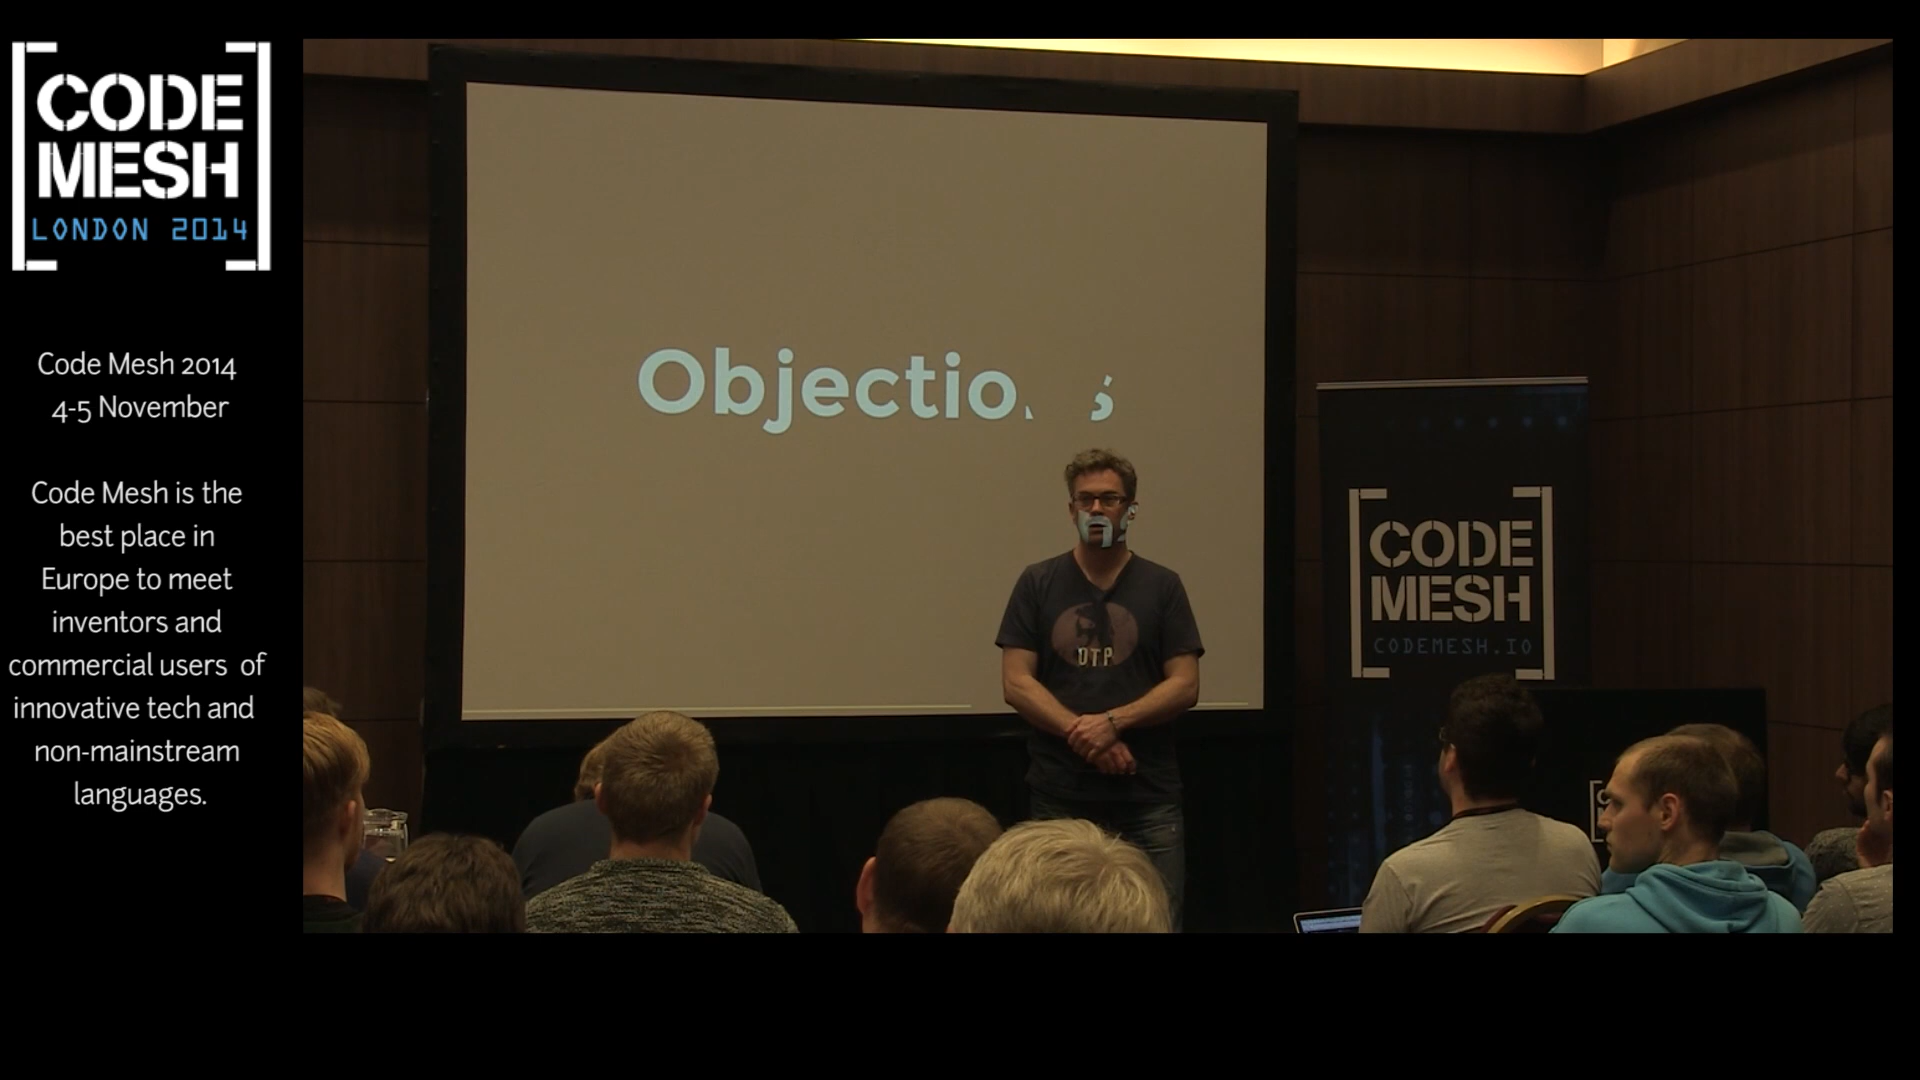 CODE
MESH
LONDON 2014
Code Mesh 2014
4-5 November
Code Mesh is the
best place in
Europe to meet
inventors and
commercial users of
innovative tech and
non-mainstream
languages.
Objections
OTP
CODE
MESH
CODEMESH.IO